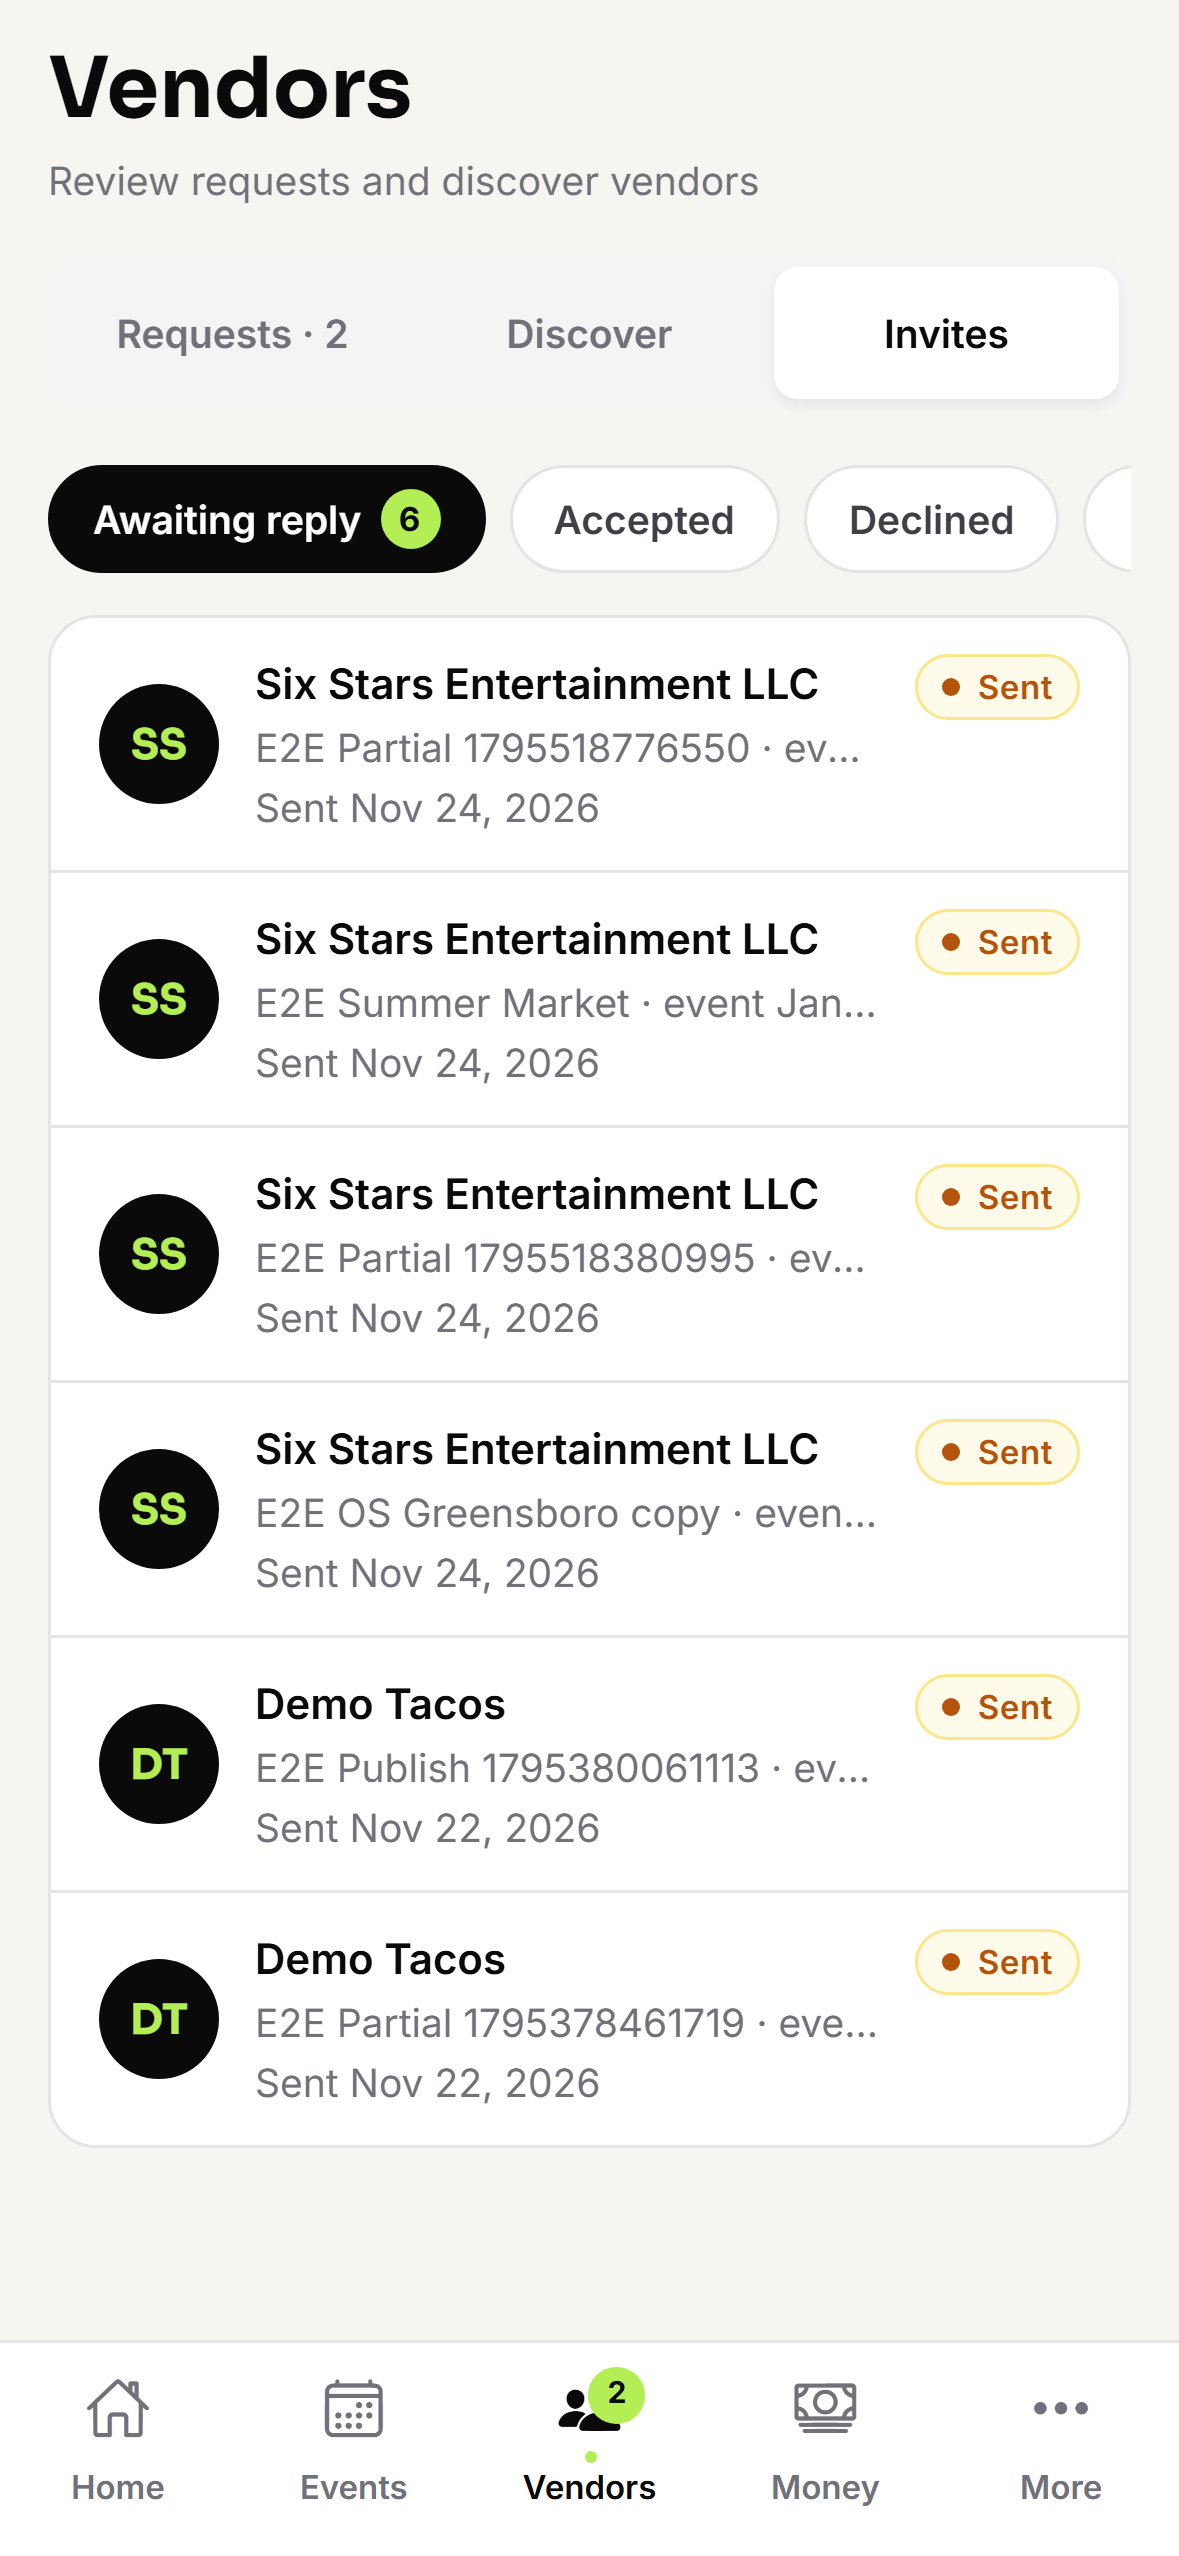 Vendors
Review requests and discover vendors
Requests · 2
Discover
Invites
Awaiting reply 6
Accepted
Declined
SS
Six Stars Entertainment LLC
Sent
E2E Partial 1795518776550 · ev...
Sent Nov 24, 2026
SS
Six Stars Entertainment LLC
Sent
E2E Summer Market · event Jan...
Sent Nov 24, 2026
SS
Six Stars Entertainment LLC
Sent
E2E Partial 1795518380995 · ev...
Sent Nov 24, 2026
SS
Six Stars Entertainment LLC
Sent
E2E OS Greensboro copy · even...
Sent Nov 24, 2026
DT
Demo Tacos
Sent
E2E Publish 1795380061113 · ev...
Sent Nov 22, 2026
DT
Demo Tacos
Sent
E2E Partial 1795378461719 · eve...
Sent Nov 22, 2026
2
Home
Events
Vendors
Money
More